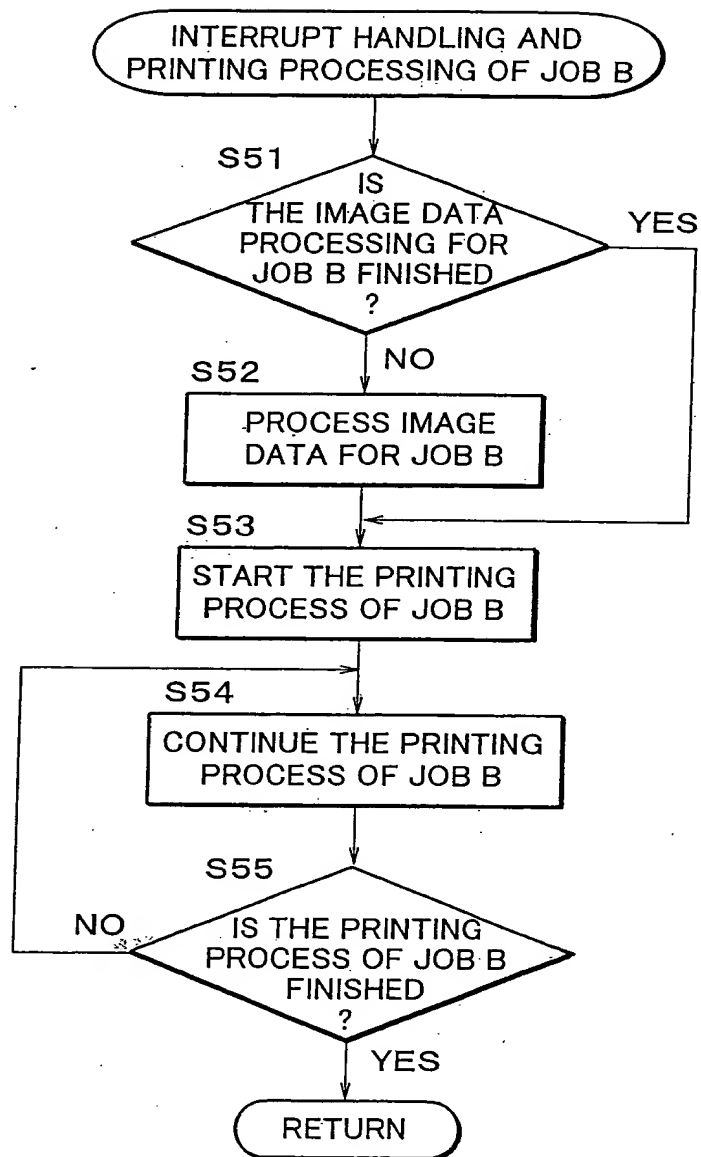 INTERRUPT HANDLING AND
PRINTING PROCESSING OF JOB B
S51
IS
THE IMAGE DATA
PROCESSING FOR
JOB B FINISHED
?
YES
NO
S52
PROCESS IMAGE
DATA FOR JOB B
S53
START THE PRINTING
PROCESS OF JOB B
S54
CONTINUE THE PRINTING
PROCESS OF JOB B
S55
NO
IS THE PRINTING
PROCESS OF JOB B
FINISHED
?
YES
RETURN